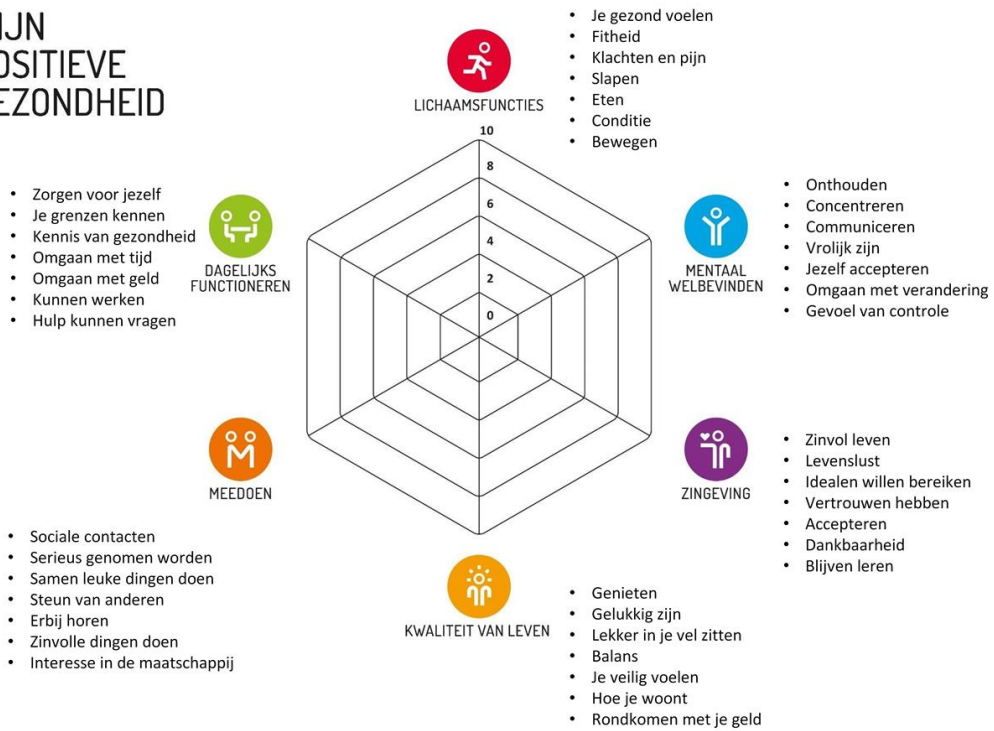 IJN
OSITIEVE
EZONDHEID
LICHAAMSFUNCTIES
• Je gezond voelen
• Fitheid
• Klachten en pijn
• Slapen
• Eten
• Conditie
• Bewegen
10
8
6
4
2
0
MENTAAL
WELBEVINDEN
• Onthouden
• Concentreren
• Communiceren
• Vrolijk zijn
• Jezelf accepteren
• Omgaan met verandering
• Gevoel van controle
ZINGEVING
• Zinvol leven
• Levenslust
• Idealen willen bereiken
• Vertrouwen hebben
• Accepteren
• Dankbaarheid
• Blijven leren
KWALITEIT VAN LEVEN
• Genieten
• Gelukkig zijn
• Lekker in je vel zitten
• Balans
• Je veilig voelen
• Hoe je woont
• Rondkomen met je geld
MEEDOEN
• Sociale contacten
• Serieus genomen worden
• Samen leuke dingen doen
• Steun van anderen
• Erbij horen
• Zinvolle dingen doen
• Interesse in de maatschappij
DAGELIJKS
FUNCTIONEREN
• Zorgen voor jezelf
• Je grenzen kennen
• Kennis van gezondheid
• Omgaan met tijd
• Omgaan met geld
• Kunnen werken
• Hulp kunnen vragen